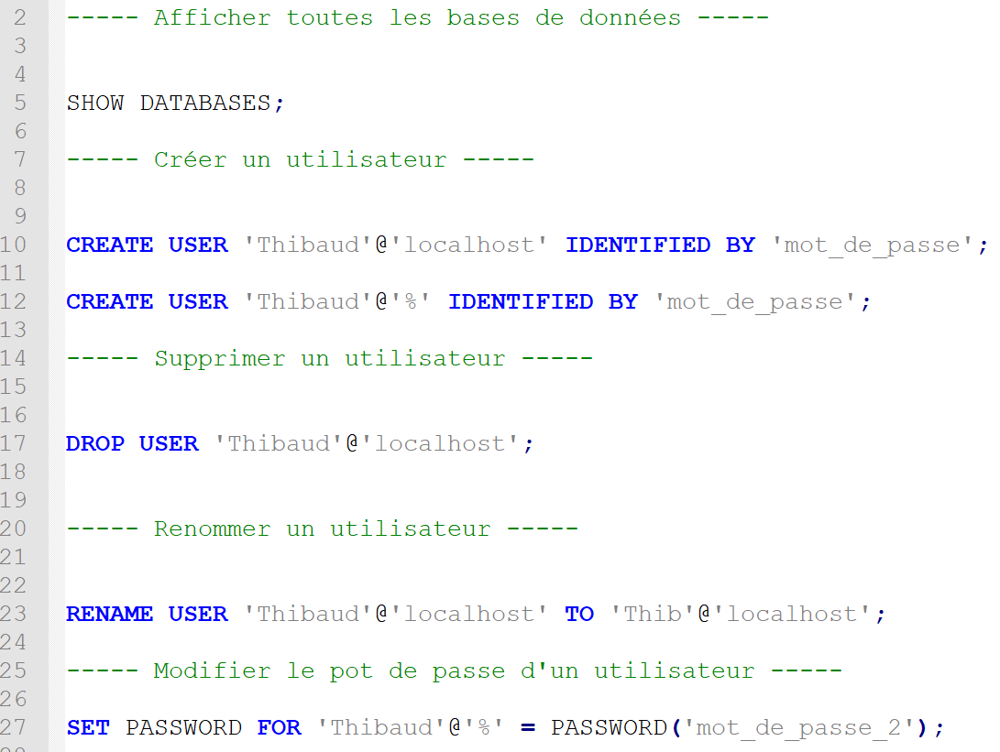 2 ----- Afficher toutes les bases de données -----
3
4
5 SHOW DATABASES;
6
7 ----- Créer un utilisateur -----
8
9
10 CREATE USER 'Thibaud'@'localhost' IDENTIFIED BY 'mot_de_passe';
11
12 CREATE USER 'Thibaud'@'%' IDENTIFIED BY 'mot_de_passe';
13
14 ----- Supprimer un utilisateur -----
15
16
17 DROP USER 'Thibaud'@'localhost';
18
19
20 ----- Renommer un utilisateur -----
21
22
23 RENAME USER 'Thibaud'@'localhost' TO 'Thib'@'localhost';
24
25 ----- Modifier le pot de passe d'un utilisateur -----
26
27 SET PASSWORD FOR 'Thibaud'@'%' = PASSWORD('mot_de_passe_2');